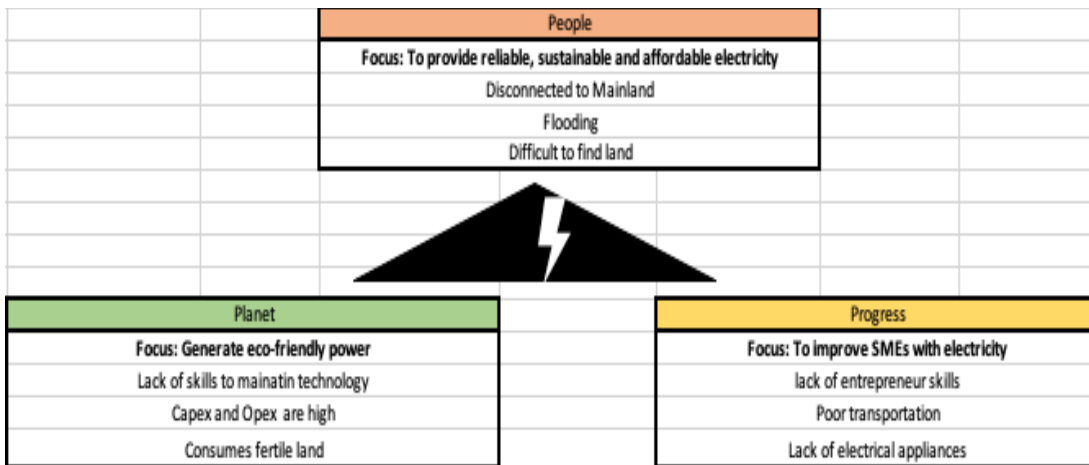 People
Focus: To provide reliable, sustainable and affordable electricity
Disconnected to Mainland
Flooding
Difficult to find land
Planet
Focus: Generate eco-friendly power
Lack of skills to mainatin technology
Capex and Opex are high
Consumes fertile land
Progress
Focus: To improve SMEs with electricity
lack of entrepreneur skills
Poor transportation
Lack of electrical appliances